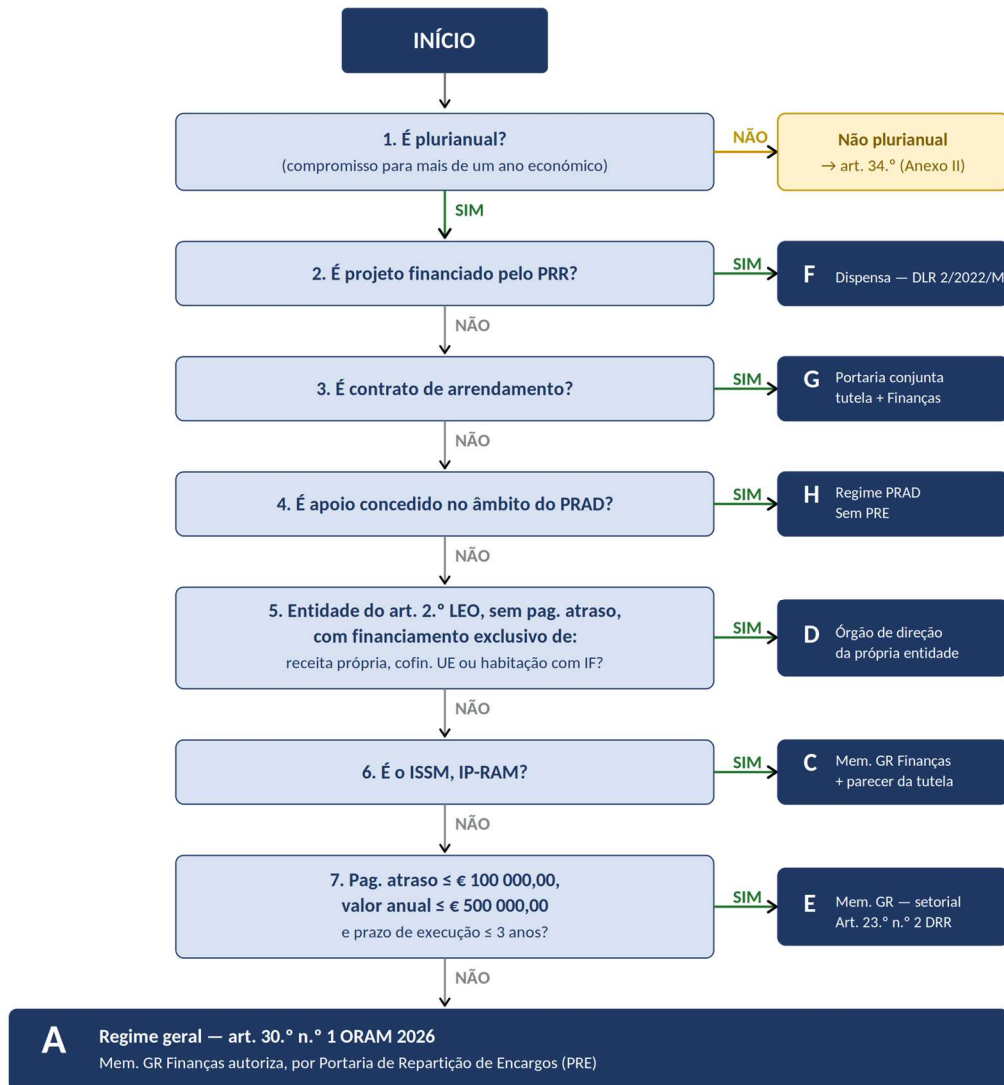 INÍCIO
1. É plurianual?
(compromisso para mais de um ano económico)
NÃO
Não plurianual
→ art. 34.º (Anexo II)
SIM
2. É projeto financiado pelo PRR?
SIM
F
Dispensa — DLR 2/2022/M
NÃO
3. É contrato de arrendamento?
SIM
G
Portaria conjunta
tutela + Finanças
NÃO
4. É apoio concedido no âmbito do PRAD?
SIM
H
Regime PRAD
Sem PRE
NÃO
5. Entidade do art. 2.º LEO, sem pag. atraso,
com financiamento exclusivo de:
receita própria, cofin. UE ou habitação com IF?
SIM
D
Órgão de direção
da própria entidade
NÃO
6. É o ISSM, IP-RAM?
SIM
C
Mem. GR Finanças
+ parecer da tutela
NÃO
7. Pag. atraso ≤ € 100 000,00,
valor anual ≤ € 500 000,00
e prazo de execução ≤ 3 anos?
SIM
E
Mem. GR — setorial
Art. 23.º n.º 2 DRR
NÃO
A
Regime geral — art. 30.º n.º 1 ORAM 2026
Mem. GR Finanças autoriza, por Portaria de Repartição de Encargos (PRE)